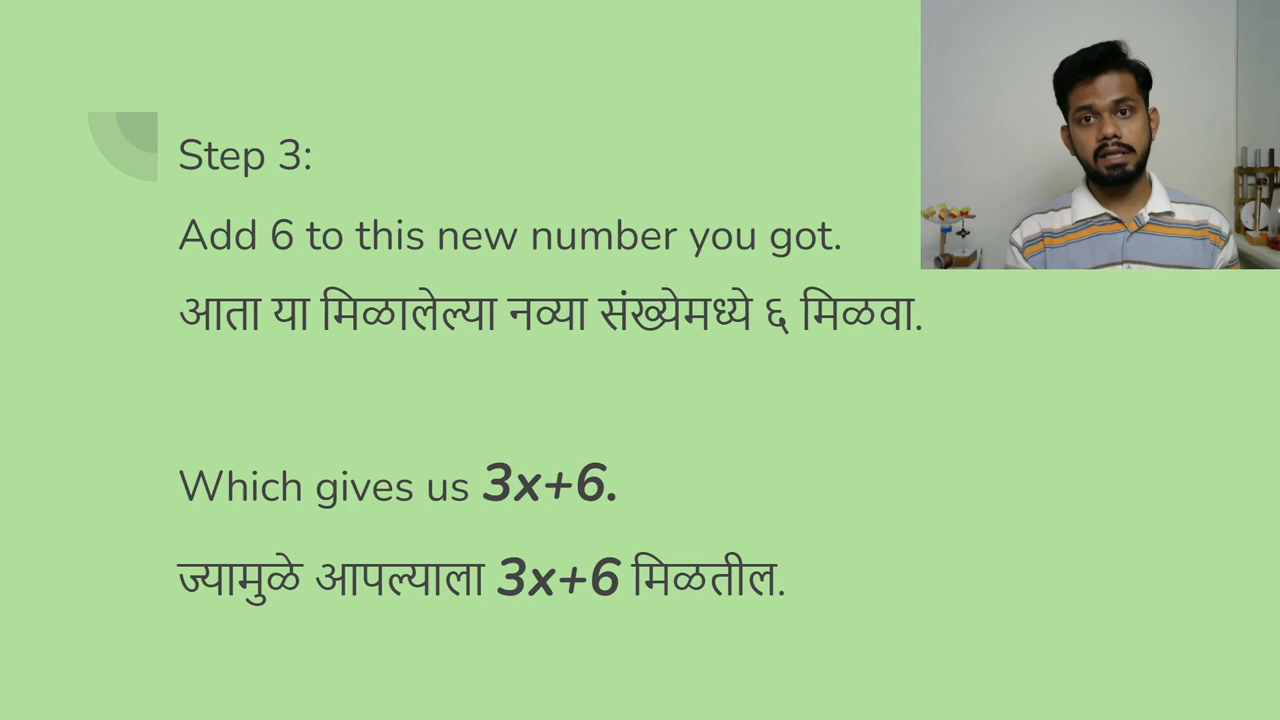 Step 3:
Add 6 to this new number you got.
आता या मिळालेल्या नव्या संख्येमध्ये ६ मिळवा.
Which gives us 3x+6.
ज्यामुळे आपल्याला 3x+6 मिळतील.